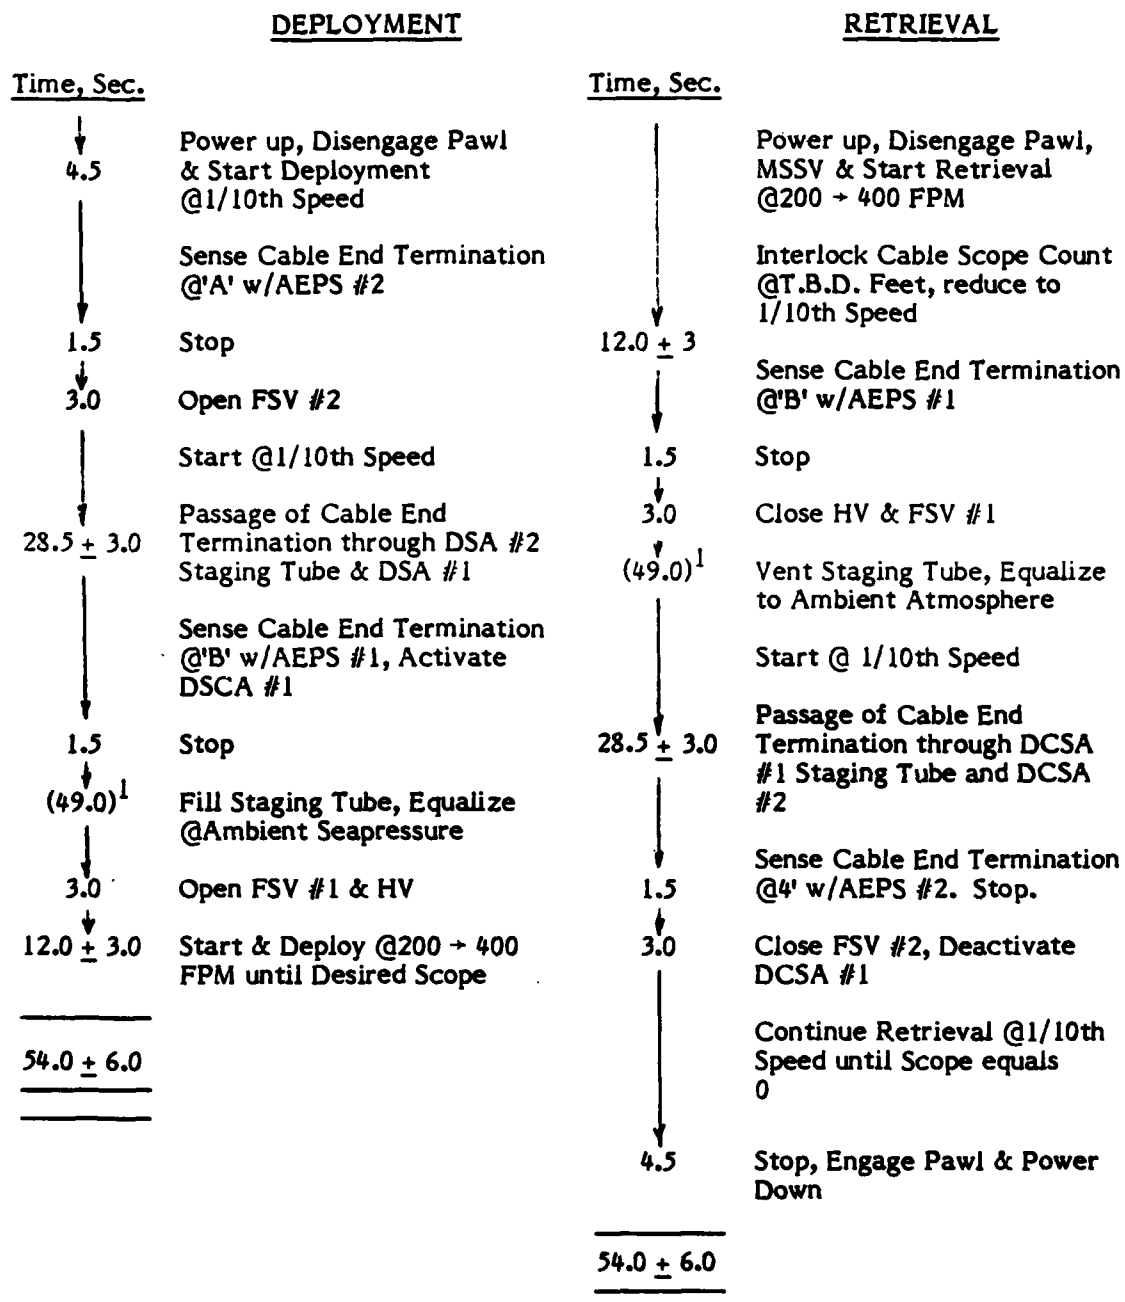 DEPLOYMENT
Time, Sec.
Power up, Disengage Pawl
4.5 & Start Deployment
@1/10th Speed
Sense Cable End Termination
@'A' w/AEPS #2
1.5 Stop
3.0 Open FSV #2
Start @1/10th Speed
Passage of Cable End
28.5 ± 3.0 Termination through DSA #2
Staging Tube & DSA #1
Sense Cable End Termination
@'B' w/AEPS #1, Activate
DSCA #1
1.5 Stop
(49.0)1 Fill Staging Tube, Equalize
@Ambient Seapressure
3.0 Open FSV #1 & HV
12.0 ± 3.0 Start & Deploy @200 → 400
FPM until Desired Scope
54.0 ± 6.0
RETRIEVAL
Time, Sec.
Power up, Disengage Pawl,
MSSV & Start Retrieval
@200 → 400 FPM
Interlock Cable Scope Count
@T.B.D. Feet, reduce to
1/10th Speed
12.0 ± 3
Sense Cable End Termination
@'B' w/AEPS #1
1.5 Stop
3.0 Close HV & FSV #1
(49.0)1 Vent Staging Tube, Equalize
to Ambient Atmosphere
Start @ 1/10th Speed
Passage of Cable End
28.5 ± 3.0 Termination through DCSA
#1 Staging Tube and DCSA
#2
Sense Cable End Termination
1.5 @4' w/AEPS #2. Stop.
3.0 Close FSV #2, Deactivate
DCSA #1
Continue Retrieval @1/10th
Speed until Scope equals
0
4.5 Stop, Engage Pawl & Power
Down
54.0 ± 6.0